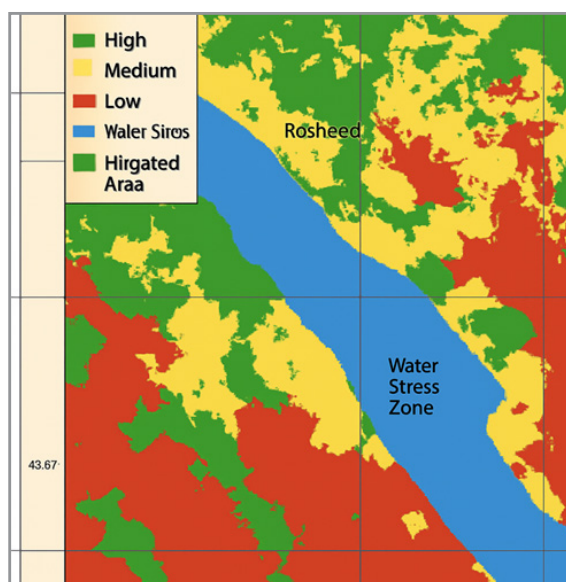 High
Medium
Low
Waler Siros
Hirgated
Araa
Rosheed
Water
Stress
Zone
43.67